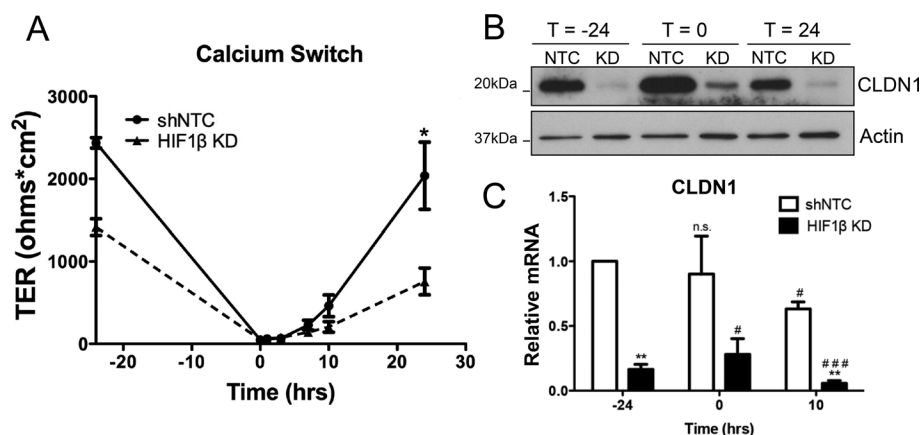 A
Calcium Switch
TER (ohms*cm2)
3000
2000
1000
0
shNTC
HIF1β KD
*
-20
-10
0
10
20
30
Time (hrs)
B
T = -24 T = 0 T = 24
NTC KD NTC KD NTC KD
20kDa CLDN1
37kDa Actin
C
CLDN1
Relative mRNA
1.5
1.0
0.5
0.0
shNTC
HIF1β KD
n.s.
**
#
#
###
**
-24
0
10
Time (hrs)